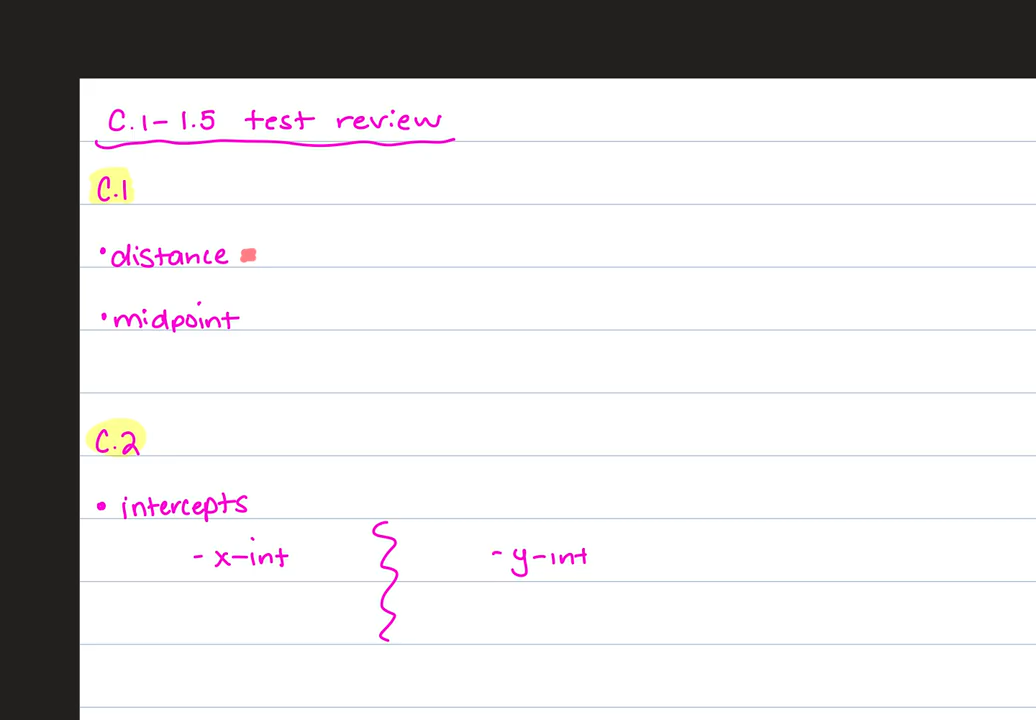 C.1-1.5 test review
C.1
• distance
• midpoint
C.2
• intercepts
- x-int - y-int